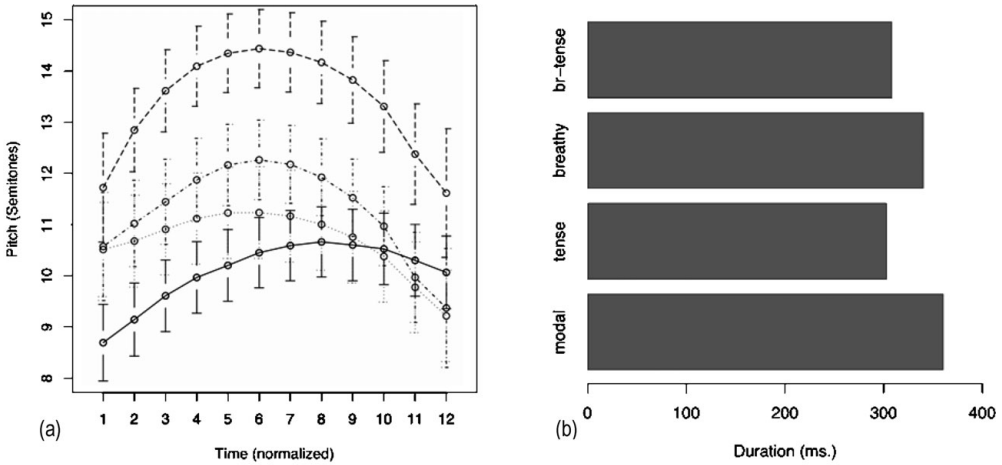 15
14
13
12
11
10
9
8
Pitch (Semitones)
1 2 3 4 5 6 7 8 9 10 11 12
(a)
Time (normalized)
br-tense
breathy
tense
modal
0 100 200 300 400
(b)
Duration (ms.)